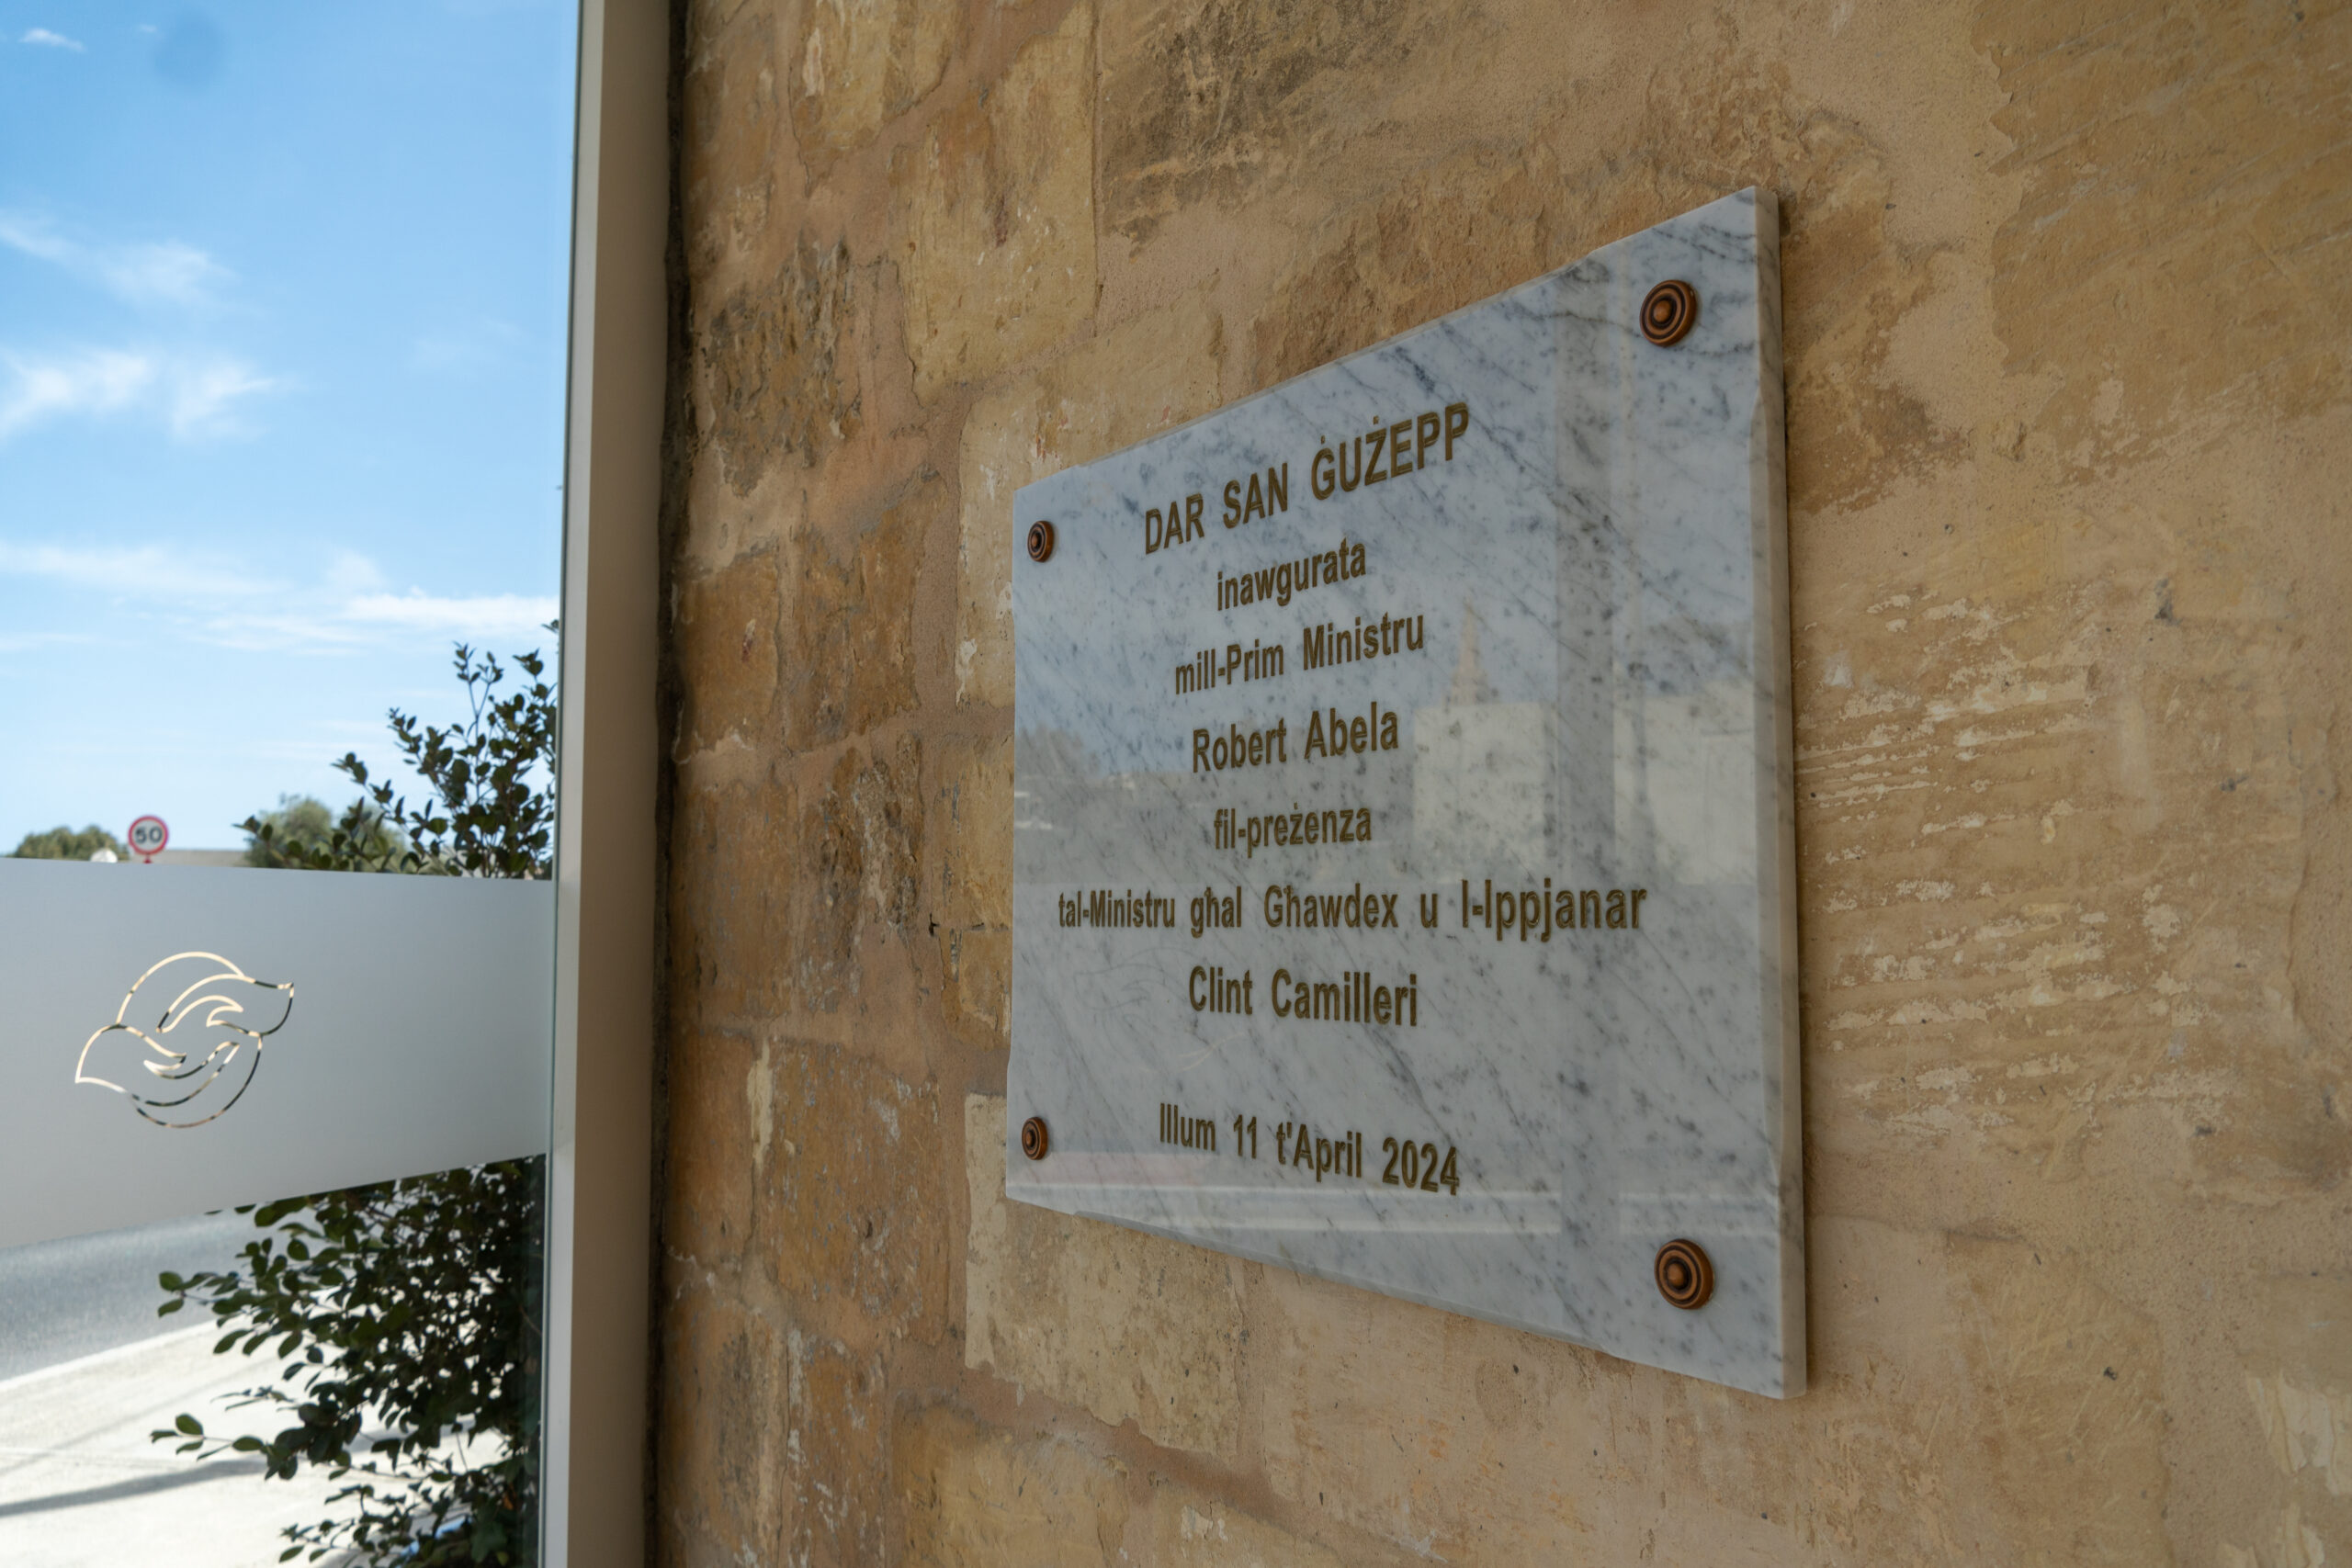 DAR SAN ĠUŻEPP
inawgurata
mill-Prim Ministru
Robert Abela
fil-preżenza
tal-Ministru għal Għawdex u l-Ippjanar
Clint Camilleri
Illum 11 t'April 2024
50